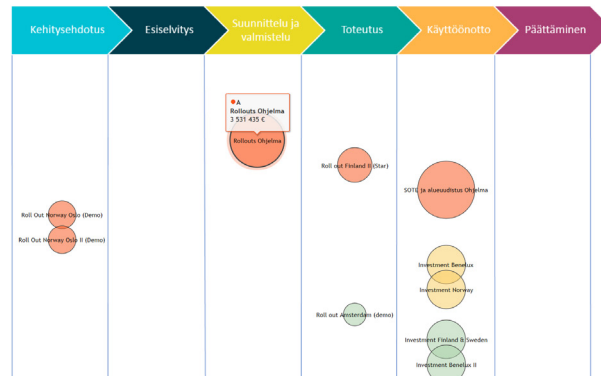 Kehitysehdotus
Esiselvitys
Suunnittelu ja
valmistelu
Toteutus
Käyttöönotto
Päättäminen
A
Rollouts Ohjelma
3 531 435 €
Rollouts Ohjelma
Roll out Finland II (Star)
SOTE ja alueuudistus Ohjelma
Roll Out Norway Oslo (Demo)
Roll Out Norway Oslo II (Demo)
Investment Benelux
Investment Norway
Roll out Amsterdam (demo)
Investment Finland & Sweden
Investment Benelux II